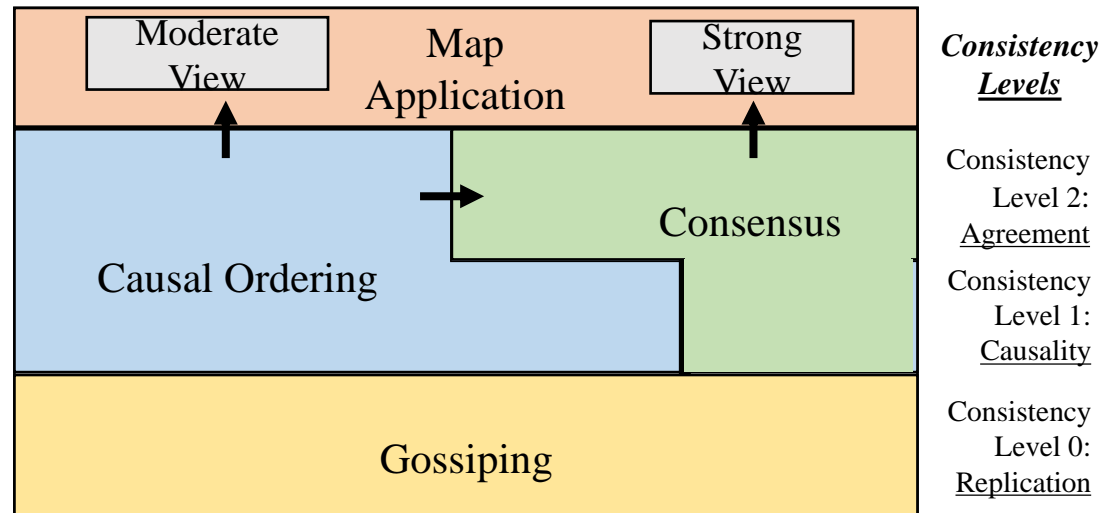 Moderate
View
Map
Application
Strong
View
Consistency
Levels
Causal Ordering
Consensus
Consistency
Level 2:
Agreement
Consistency
Level 1:
Causality
Gossiping
Consistency
Level 0:
Replication